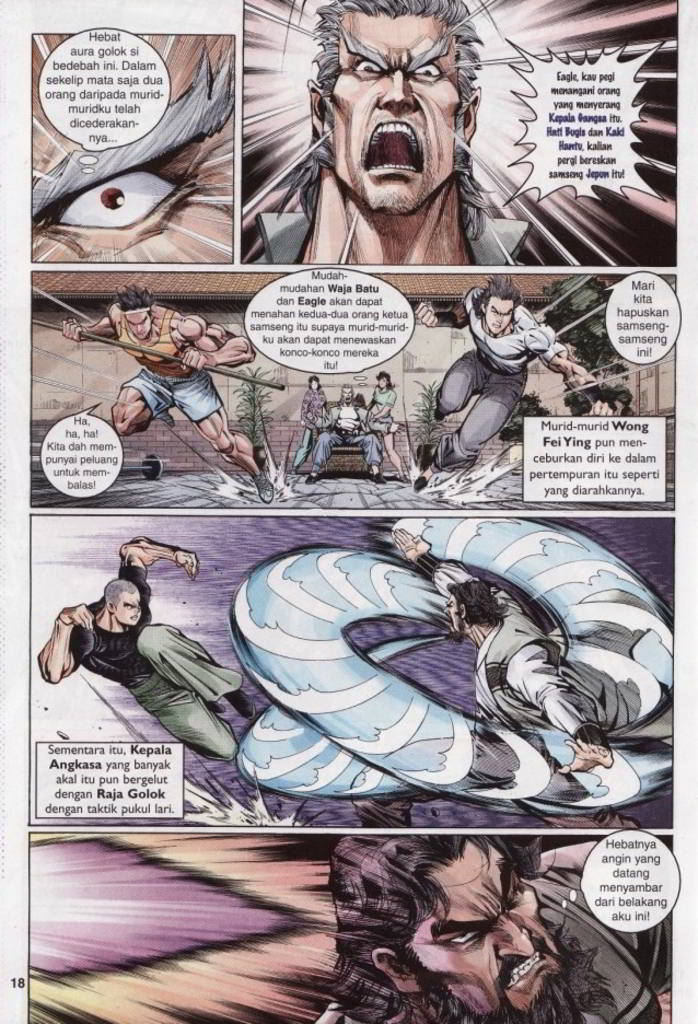 Hebat
aura golok si
bedebah ini. Dalam
sekelip mata saja dua
orang daripada murid-
muridku telah
dicederakan-
nya...
Eagle, kau pegi
menangani orang
yang menyerang
Kepala Gangsa itu.
Hati Bugis dan Kaki
Hantu, kalian
pergi bereskan
samseng Jepun itu!
Mudah-
mudahan Waja Batu
dan Eagle akan dapat
menahan kedua-dua orang ketua
samseng itu supaya murid-murid-
ku akan dapat menewaskan
konco-konco mereka
itu!
Mari
kita
hapuskan
samseng-
samseng
ini!
Ha,
ha, ha!
Kita dah mem-
punyai peluang
untuk mem-
balas!
Murid-murid Wong
Fei Ying pun men-
ceburkan diri ke dalam
pertempuran itu seperti
yang diarahkannya.
Sementara itu, Kepala
Angkasa yang banyak
akal itu pun bergelut
dengan Raja Golok
dengan taktik pukul lari.
Hebatnya
angin yang
datang
menyambar
dari belakang
aku ini!
18